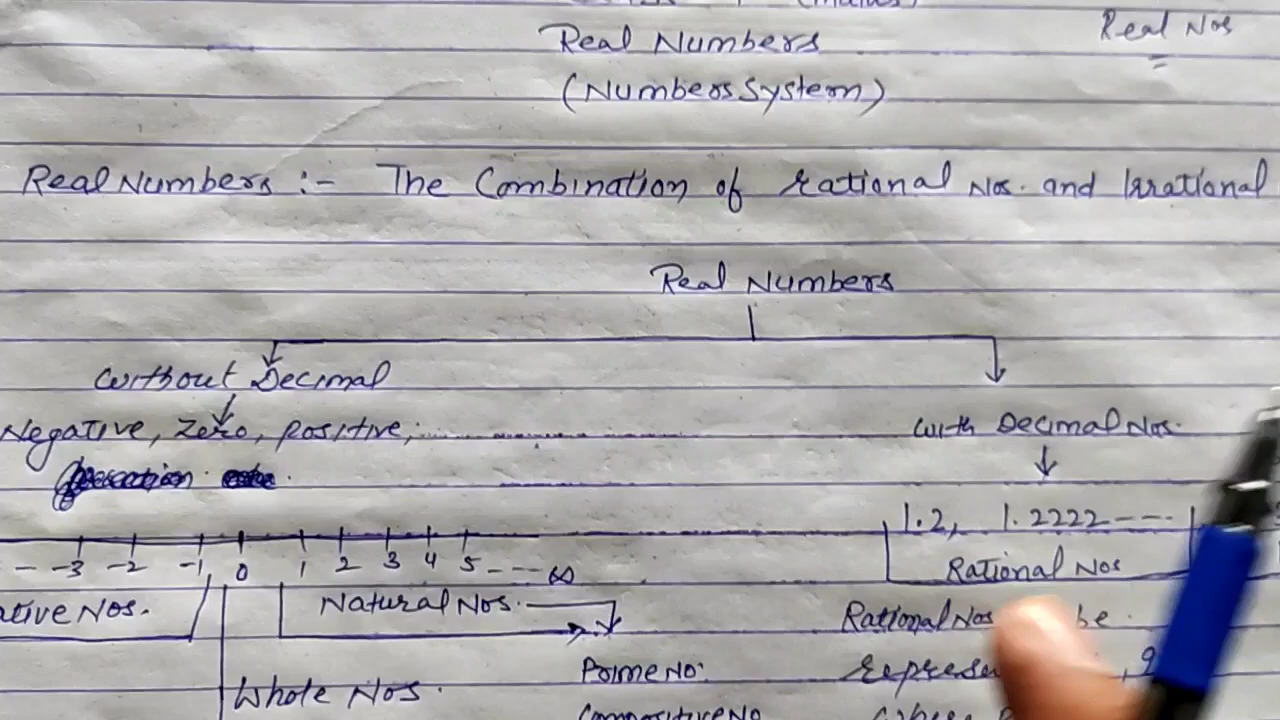 Real Nos
Real Numbers
(Numbers System)
Real Numbers :- The Combination of rational Nos. and Irrational
Real Numbers
Without Decimal
Negative, Zero, positive,
With Decimal Nos.
1.2, 1.2222----
Rational Nos
- -3 -2 -1 0 1 2 3 4 5 ---- ∞
ative Nos.
Natural Nos.
Whole Nos.
Prime No:
Rational Nos be